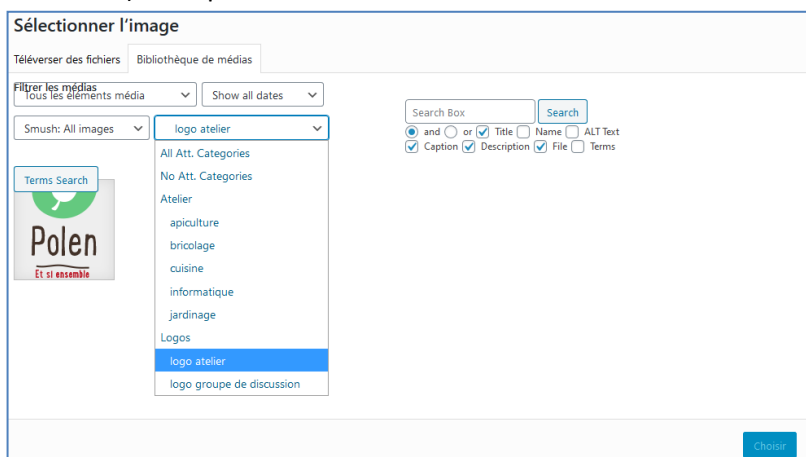 Sélectionner l'image
Téléverser des fichiers Bibliothèque de médias
Filtrer les médias
Tous les éléments média Show all dates
Search Box Search
Smush: All images logo atelier
and or Title Name ALT Text
Caption Description File Terms
All Att. Categories
No Att. Categories
Terms Search
Atelier
apiculture
bricolage
cuisine
informatique
jardinage
Logos
logo atelier
logo groupe de discussion
Polen
Et si ensemble
Choisir